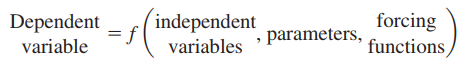 Dependent variable = f (independent variables, parameters, forcing functions)